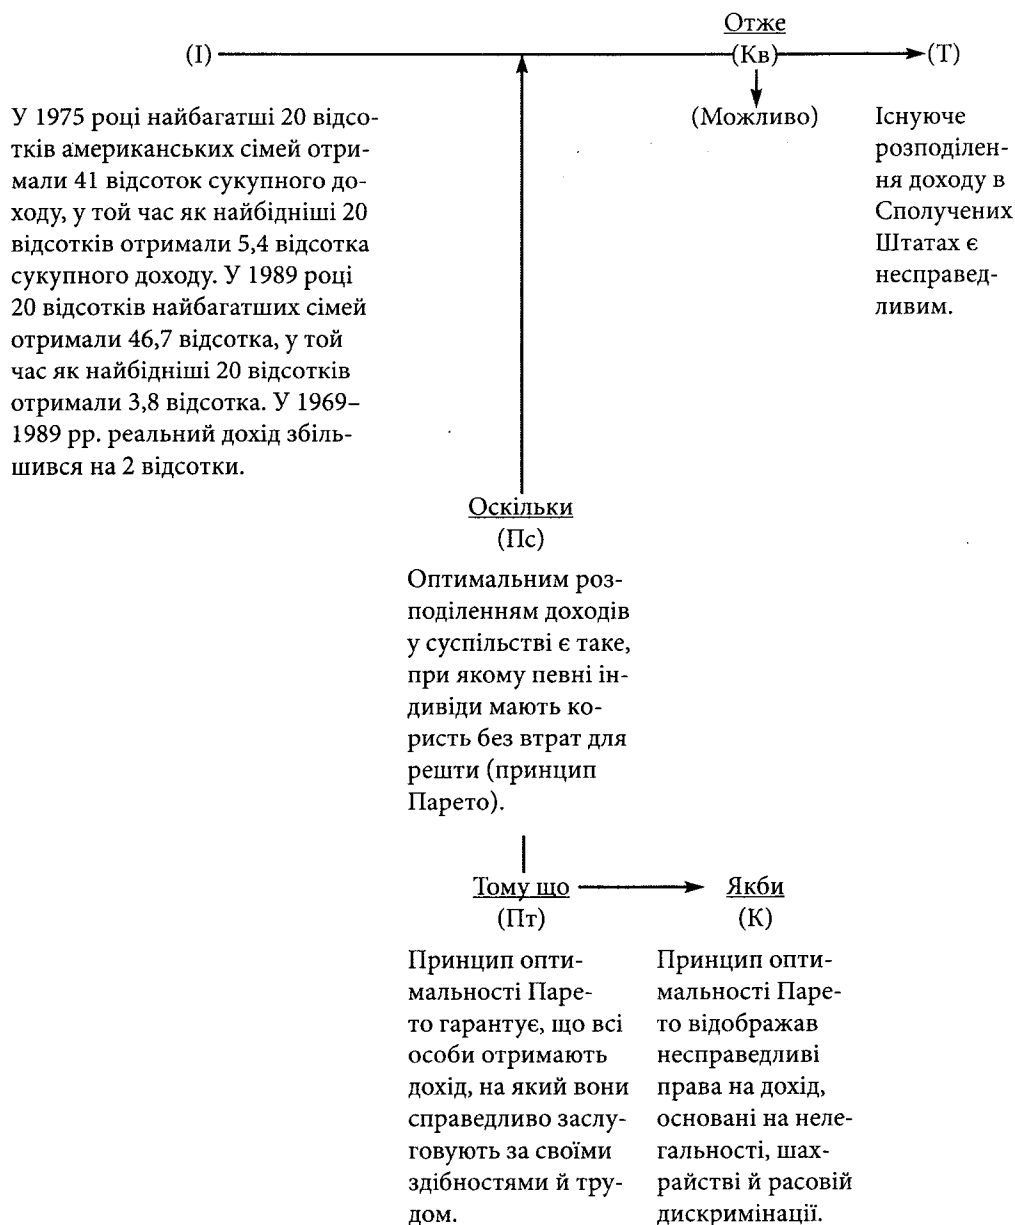 Отже
(І)
(Кв)
(Т)
(Можливо)
У 1975 році найбагатші 20 відсо-
тків американських сімей отри-
мали 41 відсоток сукупного до-
ходу, у той час як найбідніші 20
відсотків отримали 5,4 відсотка
сукупного доходу. У 1989 році
20 відсотків найбагатших сімей
отримали 46,7 відсотка, у той
час як найбідніші 20 відсотків
отримали 3,8 відсотка. У 1969–
1989 рр. реальний дохід збіль-
шився на 2 відсотки.
Існуюче
розподілен-
ня доходу в
Сполучених
Штатах є
несправед-
ливим.
Оскільки
(Пс)
Оптимальним роз-
поділенням доходів
у суспільстві є таке,
при якому певні ін-
дивіди мають ко-
ристь без втрат для
решти (принцип
Парето).
Тому що
(Пт)
Принцип опти-
мальності Паре-
то гарантує, що всі
особи отримають
дохід, на який вони
справедливо заслу-
говують за своїми
здібностями й тру-
дом.
Якби
(К)
Принцип опти-
мальності Паре-
то відображав
несправедливі
права на дохід,
основані на неле-
гальності, шах-
райстві й расовій
дискримінації.